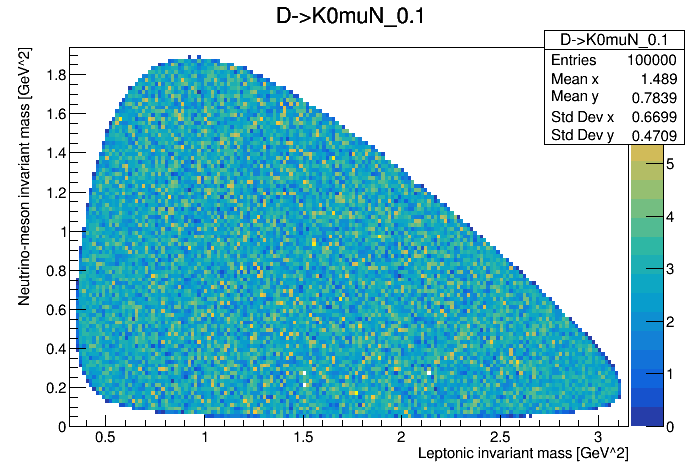 D->K0muN_0.1
D->K0muN_0.1
Entries 100000
Mean x 1.489
Mean y 0.7839
Std Dev x 0.6699
Std Dev y 0.4709
Neutrino-meson invariant mass [GeV^2]
1.8
1.6
1.4
1.2
1
0.8
0.6
0.4
0.2
0
0.5 1 1.5 2 2.5 3
Leptonic invariant mass [GeV^2]
5
4
3
2
1
0